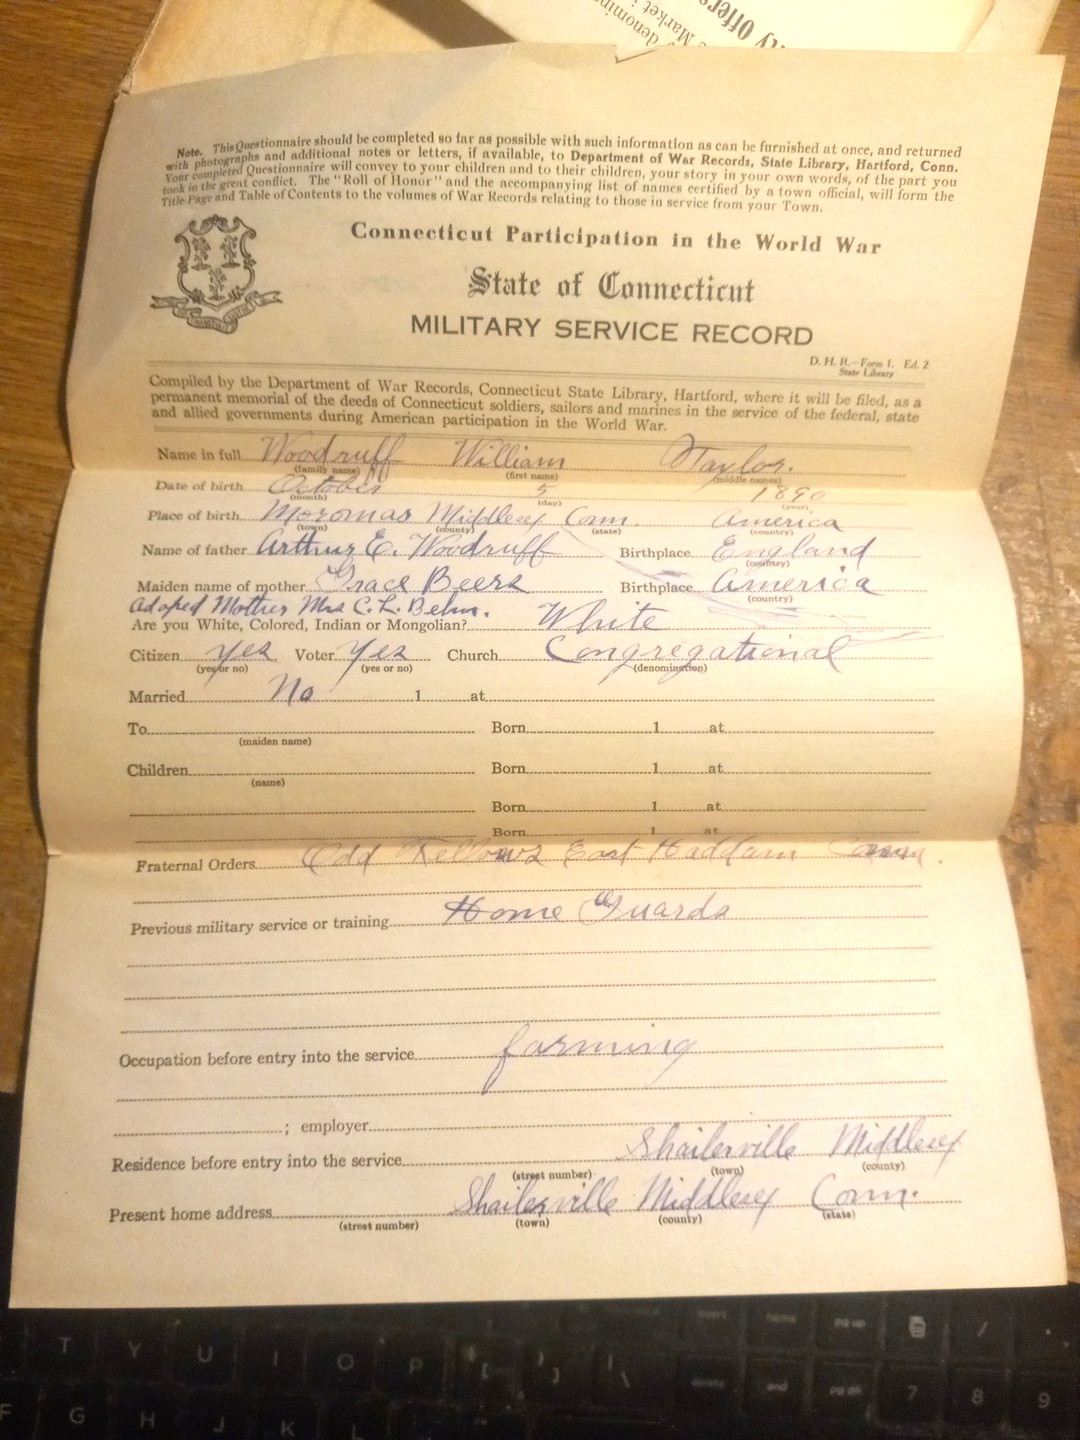 denomin
Market
y Offers
Note. This Questionnaire should be completed so far as possible with such information as can be furnished at once, and returned
with photographs and additional notes or letters, if available, to Department of War Records, State Library, Hartford, Conn.
Your completed Questionnaire will convey to your children and to their children, your story in your own words, of the part you
took in the great conflict. The "Roll of Honor" and the accompanying list of names certified by a town official, will form the
Title Page and Table of Contents to the volumes of War Records relating to those in service from your Town.
Connecticut Participation in the World War
State of Connecticut
MILITARY SERVICE RECORD
D. H. R.—Form 1. Ed. 2
State Library
Compiled by the Department of War Records, Connecticut State Library, Hartford, where it will be filed, as a
permanent memorial of the deeds of Connecticut soldiers, sailors and marines in the service of the federal, state
and allied governments during American participation in the World War.
Name in full Woodruff William Taylor.
(family name) (first name) (middle names)
Date of birth October 5 1890
(month) (day) (year)
Place of birth Moromas Middlesex Conn. America
(town) (county) (state) (country)
Name of father Arthur E. Woodruff Birthplace England
(country)
Maiden name of mother Grace Beers Birthplace America
(country)
Adoped Mother Mrs C. L. Behn.
Are you White, Colored, Indian or Mongolian? White
Citizen yes Voter Yes Church Congregational
(yes or no) (yes or no) (denomination)
Married No 1 at
To Born 1 at
(maiden name)
Children Born 1 at
(name)
Born 1 at
Born 1 at
Fraternal Orders Odd Fellows East Haddam Conn.
Previous military service or training Home Guards
Occupation before entry into the service farming
; employer
Residence before entry into the service Shailerville Middlesex
(street number) (town) (county)
Present home address Shailerville Middlesex Conn.
(street number) (town) (county) (state)
home pg up /
T Y U I O P { [ } ] | \ delete end pg dn 7 8 9
F G H J K L